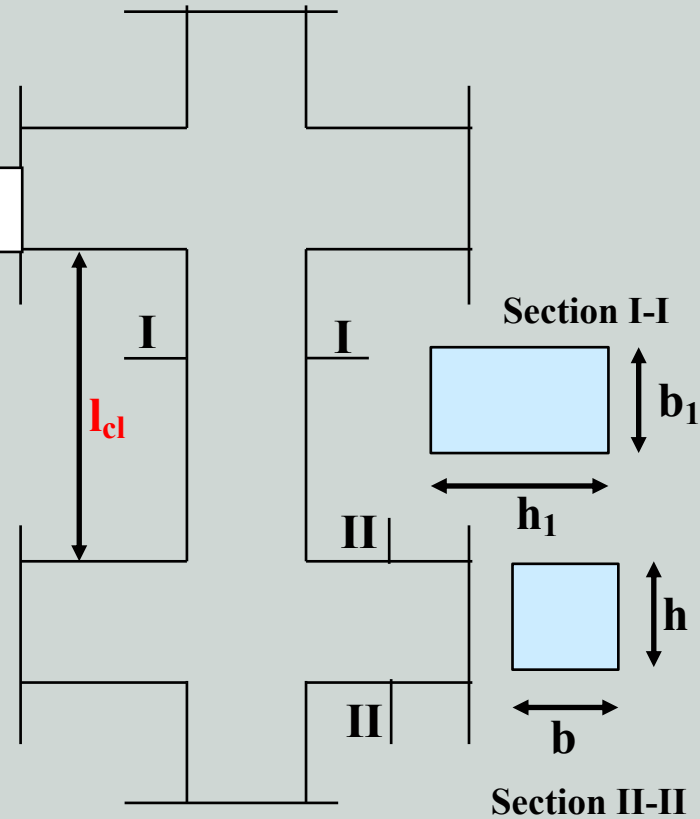 Section I-I
I
I
b₁
l_cl
h₁
II
h
II
b
Section II-II